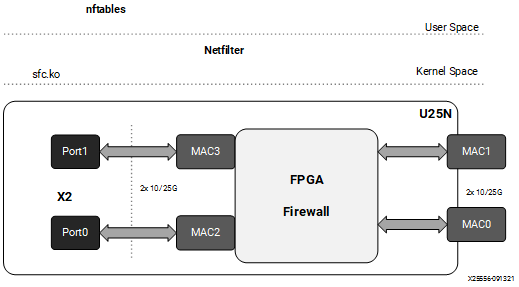 nftables
User Space
Netfilter
sfc.ko
Kernel Space
U25N
Port1
MAC3
MAC1
2x 10/25G
FPGA
2x 10/25G
X2
Firewall
Port0
MAC2
MAC0
X25556-091321